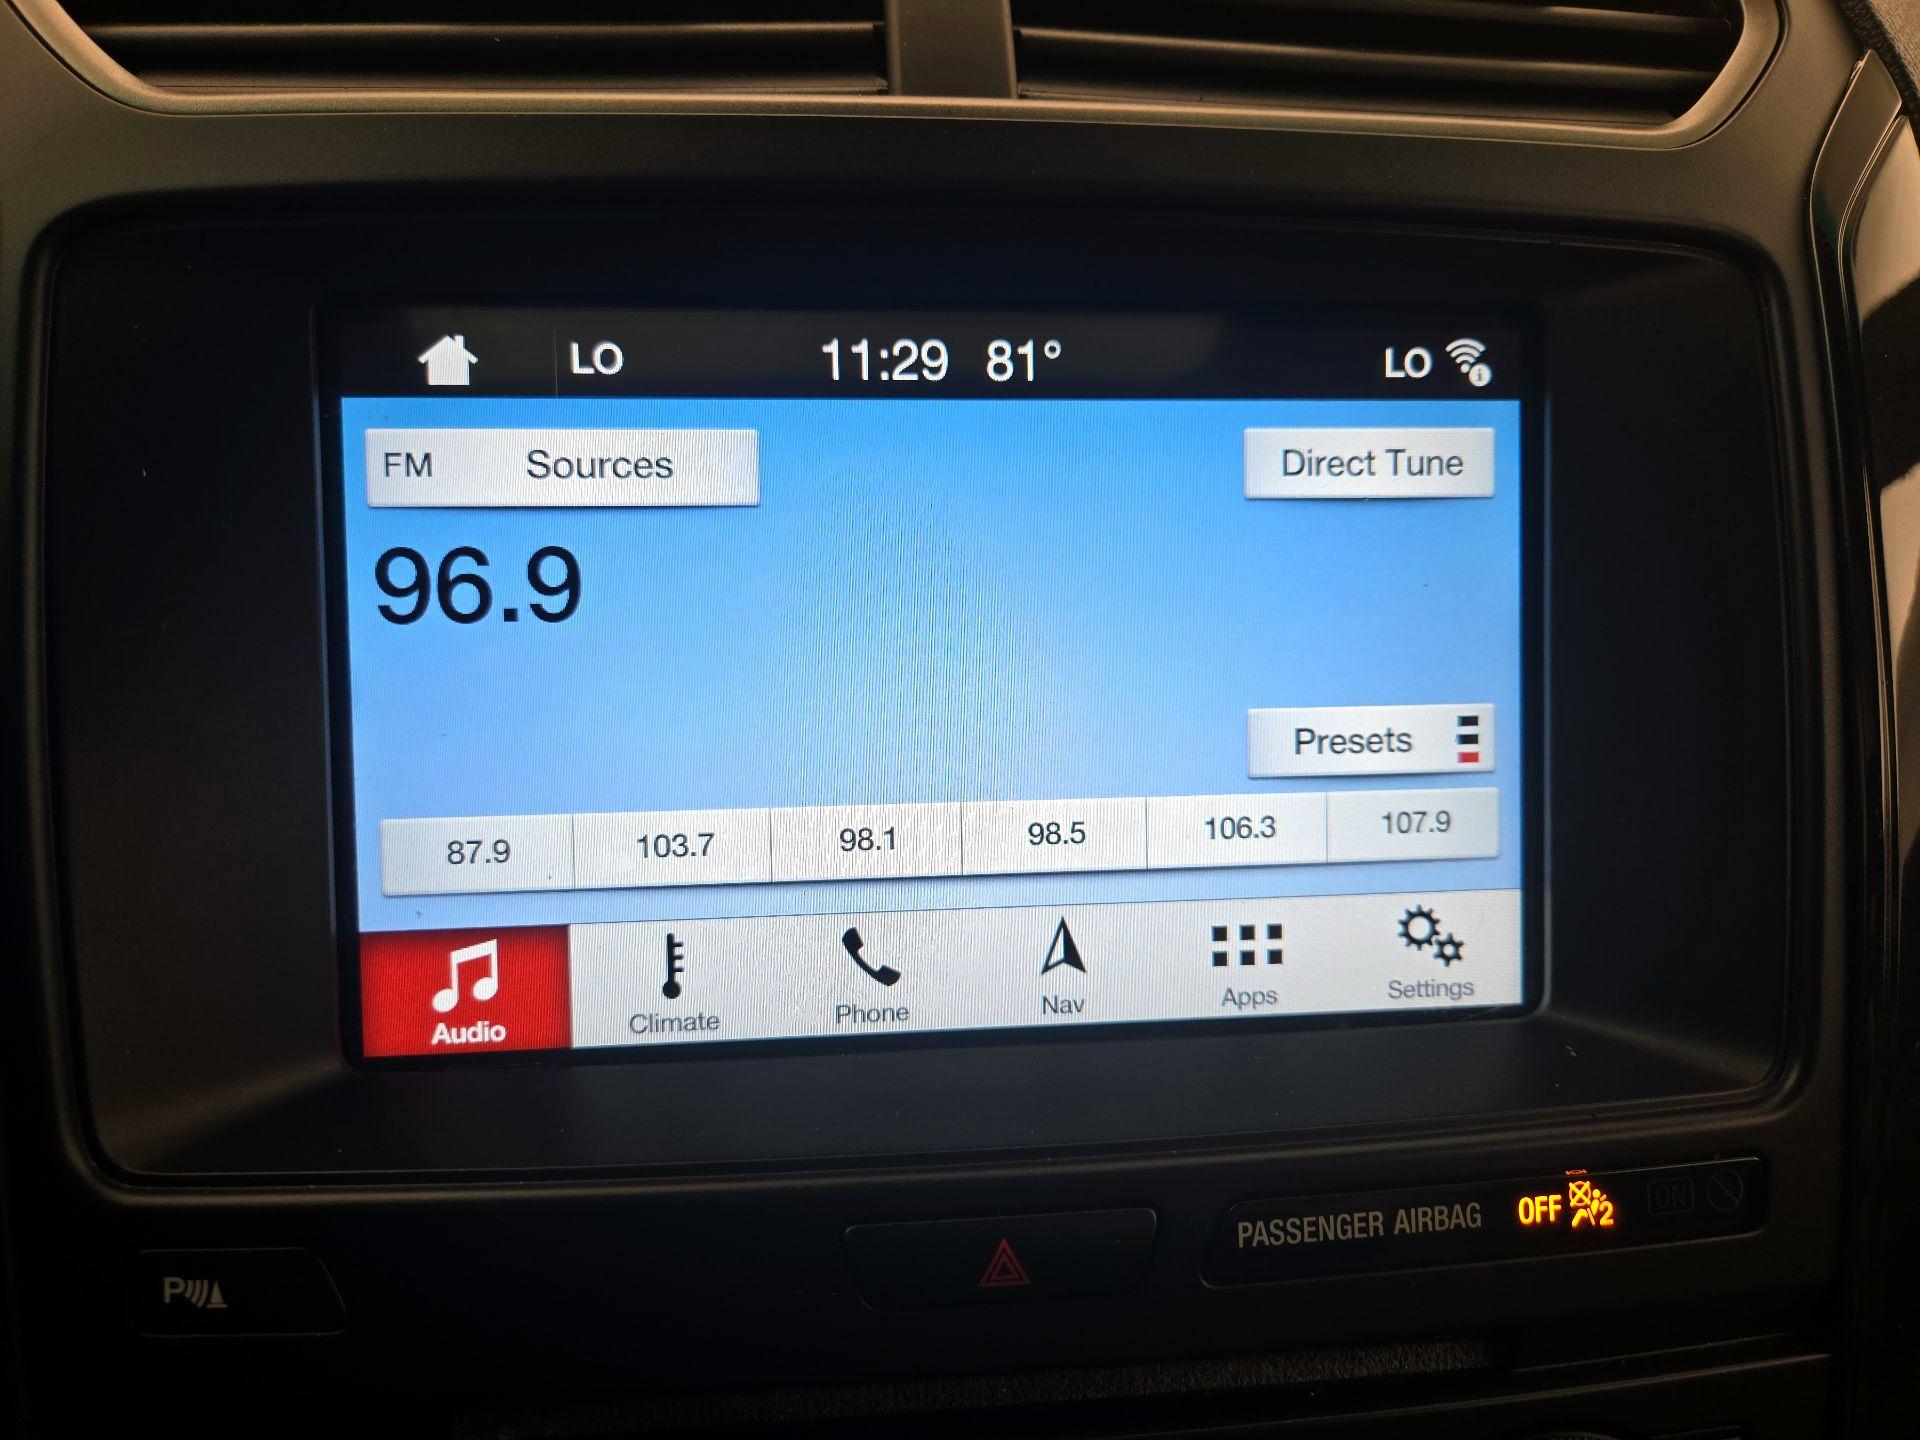 LO 11:29 81° LO
FM Sources Direct Tune
96.9
Presets
87.9 103.7 98.1 98.5 106.3 107.9
Audio Climate Phone Nav Apps Settings
PASSENGER AIRBAG OFF 2 ON
P